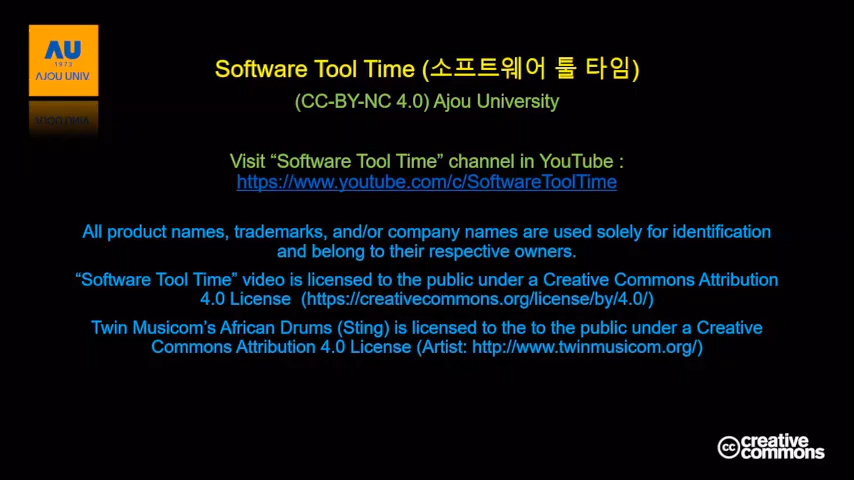 AU
1973
AJOU UNIV.
Software Tool Time (소프트웨어 툴 타임)
(CC-BY-NC 4.0) Ajou University
Visit “Software Tool Time” channel in YouTube :
https://www.youtube.com/c/SoftwareToolTime
All product names, trademarks, and/or company names are used solely for identification
and belong to their respective owners.
“Software Tool Time” video is licensed to the public under a Creative Commons Attribution
4.0 License (https://creativecommons.org/license/by/4.0/)
Twin Musicom’s African Drums (Sting) is licensed to the to the public under a Creative
Commons Attribution 4.0 License (Artist: http://www.twinmusicom.org/)
cc creative
commons